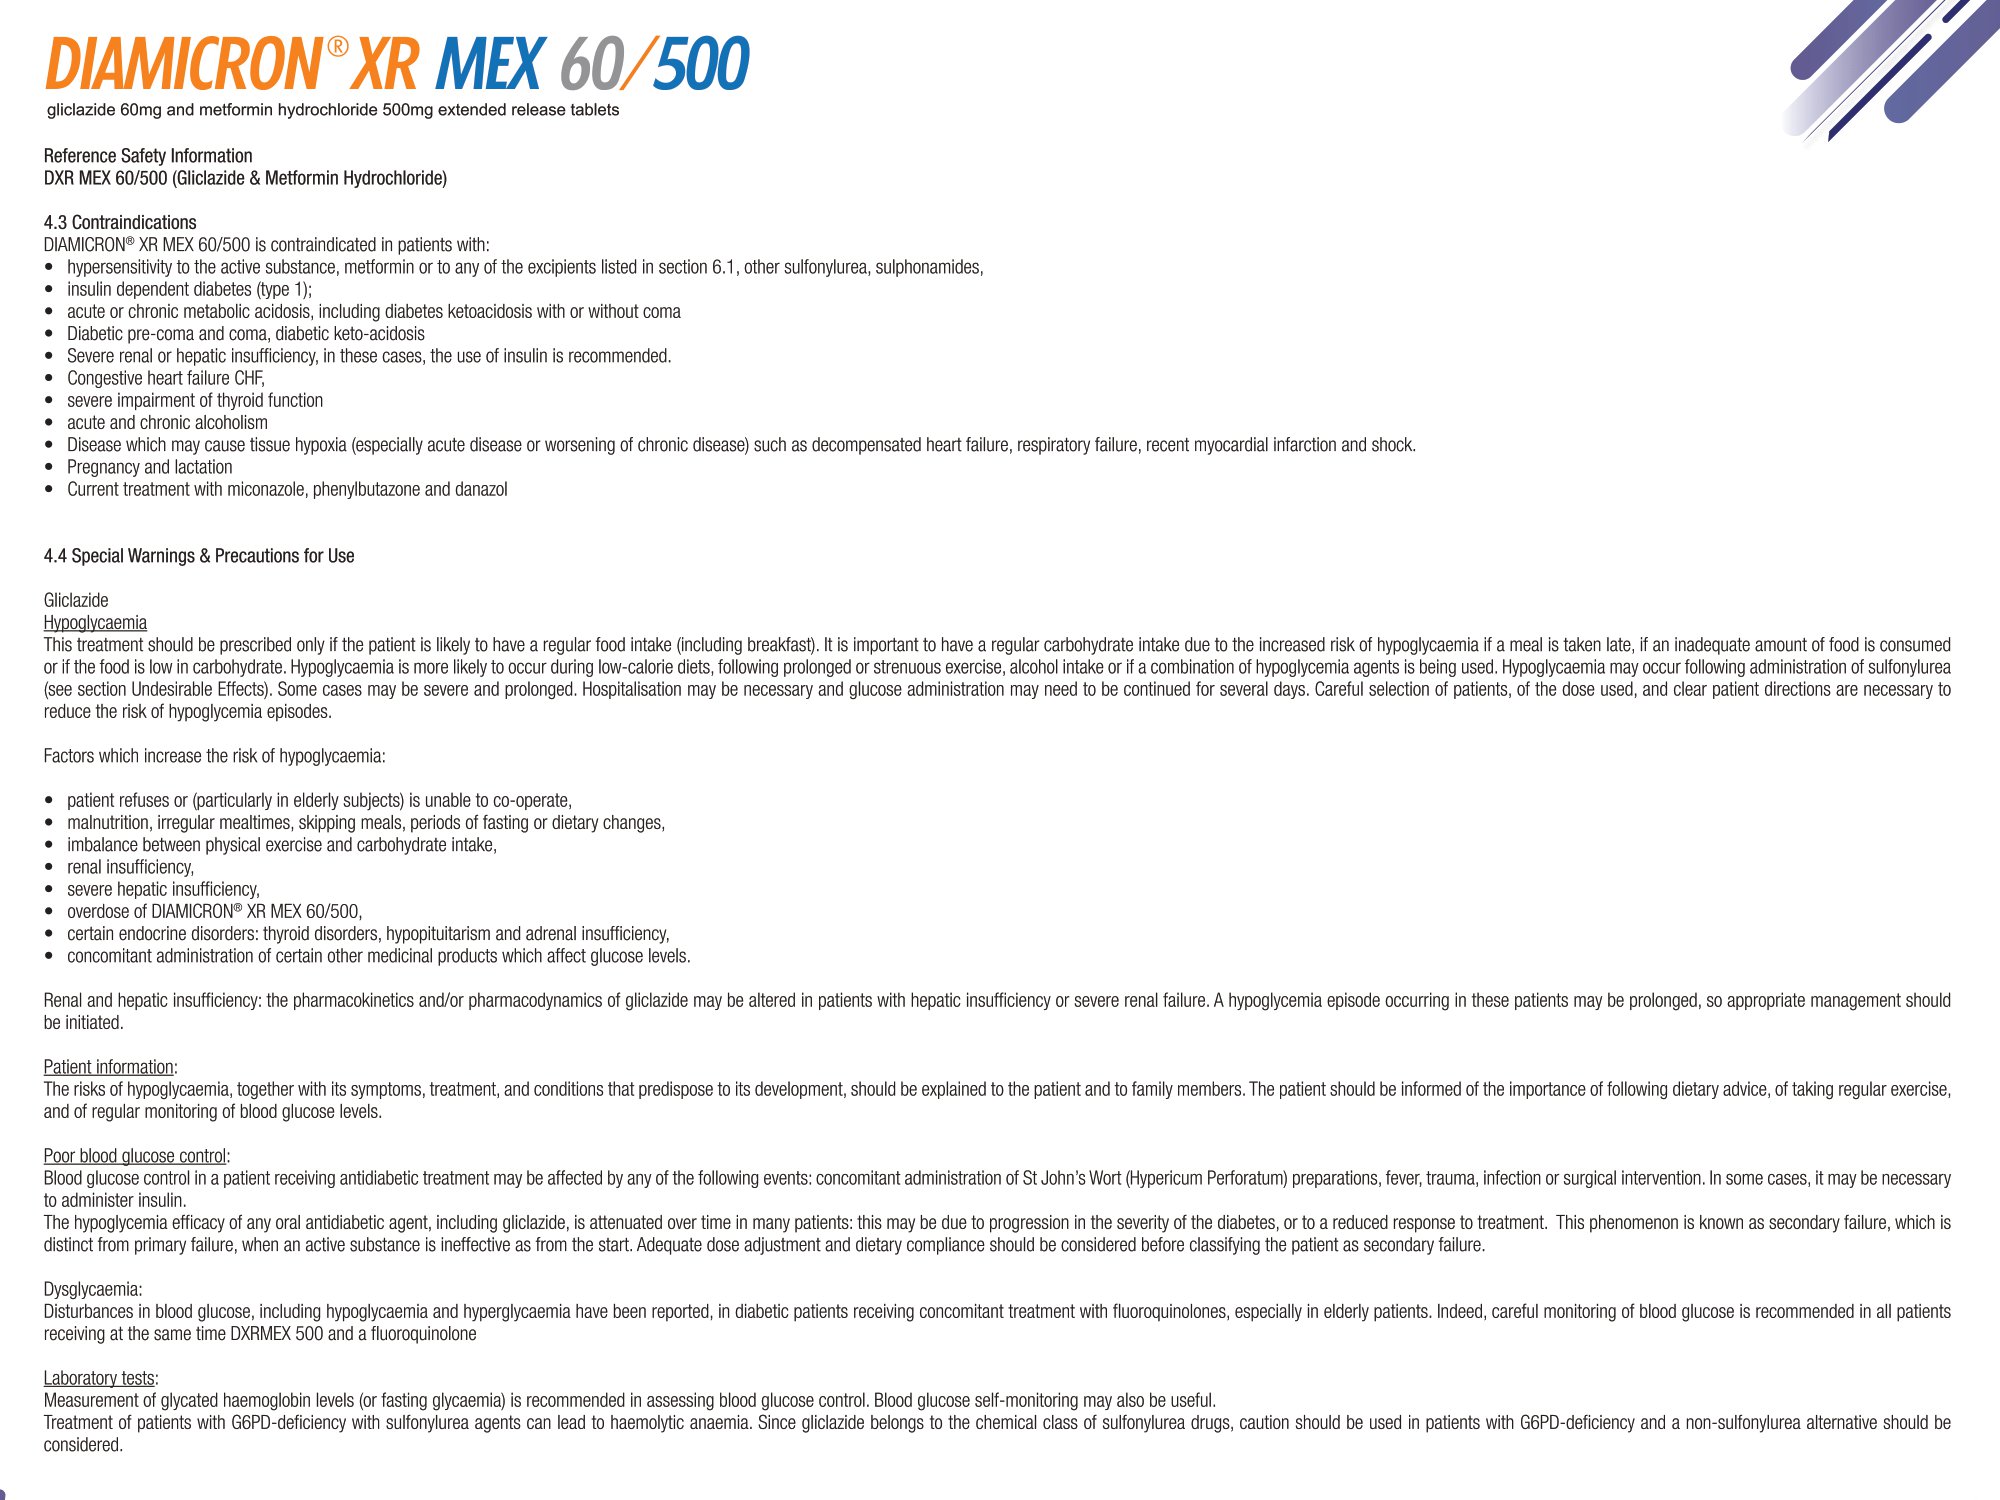 DIAMICRON® XR MEX 60/500
gliclazide 60mg and metformin hydrochloride 500mg extended release tablets
Reference Safety Information
DXR MEX 60/500 (Gliclazide & Metformin Hydrochloride)
4.3 Contraindications
DIAMICRON® XR MEX 60/500 is contraindicated in patients with:
• hypersensitivity to the active substance, metformin or to any of the excipients listed in section 6.1, other sulfonylurea, sulphonamides,
• insulin dependent diabetes (type 1);
• acute or chronic metabolic acidosis, including diabetes ketoacidosis with or without coma
• Diabetic pre-coma and coma, diabetic keto-acidosis
• Severe renal or hepatic insufficiency, in these cases, the use of insulin is recommended.
• Congestive heart failure CHF,
• severe impairment of thyroid function
• acute and chronic alcoholism
• Disease which may cause tissue hypoxia (especially acute disease or worsening of chronic disease) such as decompensated heart failure, respiratory failure, recent myocardial infarction and shock.
• Pregnancy and lactation
• Current treatment with miconazole, phenylbutazone and danazol
4.4 Special Warnings & Precautions for Use
Gliclazide
Hypoglycaemia
This treatment should be prescribed only if the patient is likely to have a regular food intake (including breakfast). It is important to have a regular carbohydrate intake due to the increased risk of hypoglycaemia if a meal is taken late, if an inadequate amount of food is consumed
or if the food is low in carbohydrate. Hypoglycaemia is more likely to occur during low-calorie diets, following prolonged or strenuous exercise, alcohol intake or if a combination of hypoglycemia agents is being used. Hypoglycaemia may occur following administration of sulfonylurea
(see section Undesirable Effects). Some cases may be severe and prolonged. Hospitalisation may be necessary and glucose administration may need to be continued for several days. Careful selection of patients, of the dose used, and clear patient directions are necessary to
reduce the risk of hypoglycemia episodes.
Factors which increase the risk of hypoglycaemia:
• patient refuses or (particularly in elderly subjects) is unable to co-operate,
• malnutrition, irregular mealtimes, skipping meals, periods of fasting or dietary changes,
• imbalance between physical exercise and carbohydrate intake,
• renal insufficiency,
• severe hepatic insufficiency,
• overdose of DIAMICRON® XR MEX 60/500,
• certain endocrine disorders: thyroid disorders, hypopituitarism and adrenal insufficiency,
• concomitant administration of certain other medicinal products which affect glucose levels.
Renal and hepatic insufficiency: the pharmacokinetics and/or pharmacodynamics of gliclazide may be altered in patients with hepatic insufficiency or severe renal failure. A hypoglycemia episode occurring in these patients may be prolonged, so appropriate management should
be initiated.
Patient information:
The risks of hypoglycaemia, together with its symptoms, treatment, and conditions that predispose to its development, should be explained to the patient and to family members. The patient should be informed of the importance of following dietary advice, of taking regular exercise,
and of regular monitoring of blood glucose levels.
Poor blood glucose control:
Blood glucose control in a patient receiving antidiabetic treatment may be affected by any of the following events: concomitant administration of St John's Wort (Hypericum Perforatum) preparations, fever, trauma, infection or surgical intervention. In some cases, it may be necessary
to administer insulin.
The hypoglycemia efficacy of any oral antidiabetic agent, including gliclazide, is attenuated over time in many patients: this may be due to progression in the severity of the diabetes, or to a reduced response to treatment. This phenomenon is known as secondary failure, which is
distinct from primary failure, when an active substance is ineffective as from the start. Adequate dose adjustment and dietary compliance should be considered before classifying the patient as secondary failure.
Dysglycaemia:
Disturbances in blood glucose, including hypoglycaemia and hyperglycaemia have been reported, in diabetic patients receiving concomitant treatment with fluoroquinolones, especially in elderly patients. Indeed, careful monitoring of blood glucose is recommended in all patients
receiving at the same time DXRMEX 500 and a fluoroquinolone
Laboratory tests:
Measurement of glycated haemoglobin levels (or fasting glycaemia) is recommended in assessing blood glucose control. Blood glucose self-monitoring may also be useful.
Treatment of patients with G6PD-deficiency with sulfonylurea agents can lead to haemolytic anaemia. Since gliclazide belongs to the chemical class of sulfonylurea drugs, caution should be used in patients with G6PD-deficiency and a non-sulfonylurea alternative should be
considered.